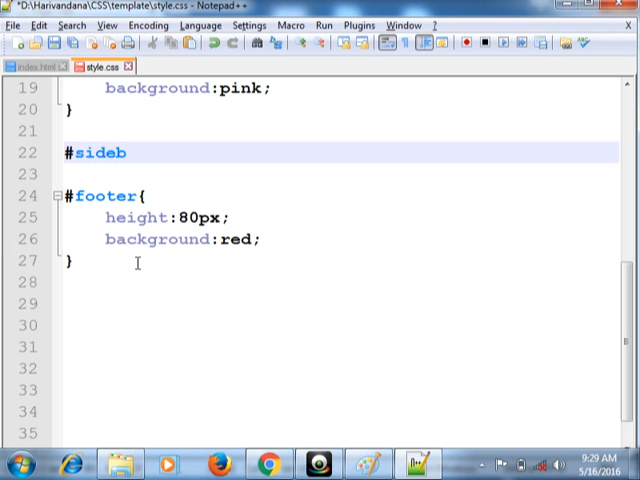 *D:\Harivandana\CSS\template\style.css - Notepad++
File Edit Search View Encoding Language Settings Macro Run Plugins Window ? X
index.html style.css
19 background:pink;
20 }
21
22 #sideb
23
24 #footer{
25 height:80px;
26 background:red;
27 }
28
29
30
31
32
33
34
35
9:29 AM
5/16/2016